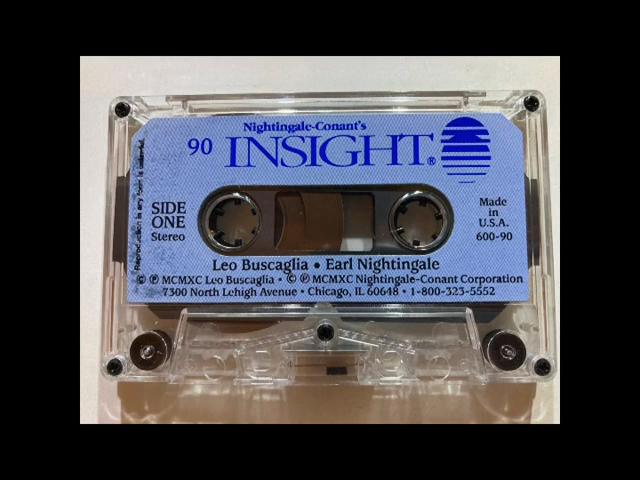 Nightingale-Conant's
90 INSIGHT®
SIDE
ONE
Stereo
Made
in
U.S.A.
600-90
Reproduction in any form is unlawful.
Leo Buscaglia • Earl Nightingale
© ℗ MCMXC Leo Buscaglia • © ℗ MCMXC Nightingale-Conant Corporation
7300 North Lehigh Avenue • Chicago, IL 60648 • 1-800-323-5552